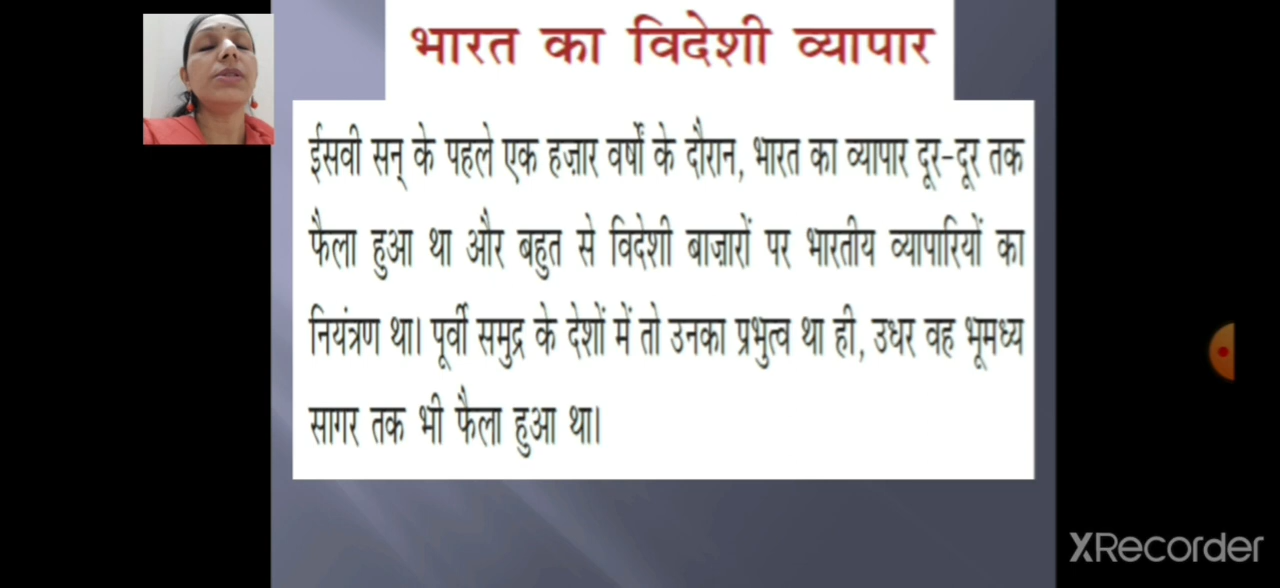 भारत का विदेशी व्यापार
ईसवी सन् के पहले एक हज़ार वर्षों के दौरान, भारत का व्यापार दूर-दूर तक
फैला हुआ था और बहुत से विदेशी बाज़ारों पर भारतीय व्यापारियों का
नियंत्रण था। पूर्वी समुद्र के देशों में तो उनका प्रभुत्व था ही, उधर वह भूमध्य
सागर तक भी फैला हुआ था।
XRecorder